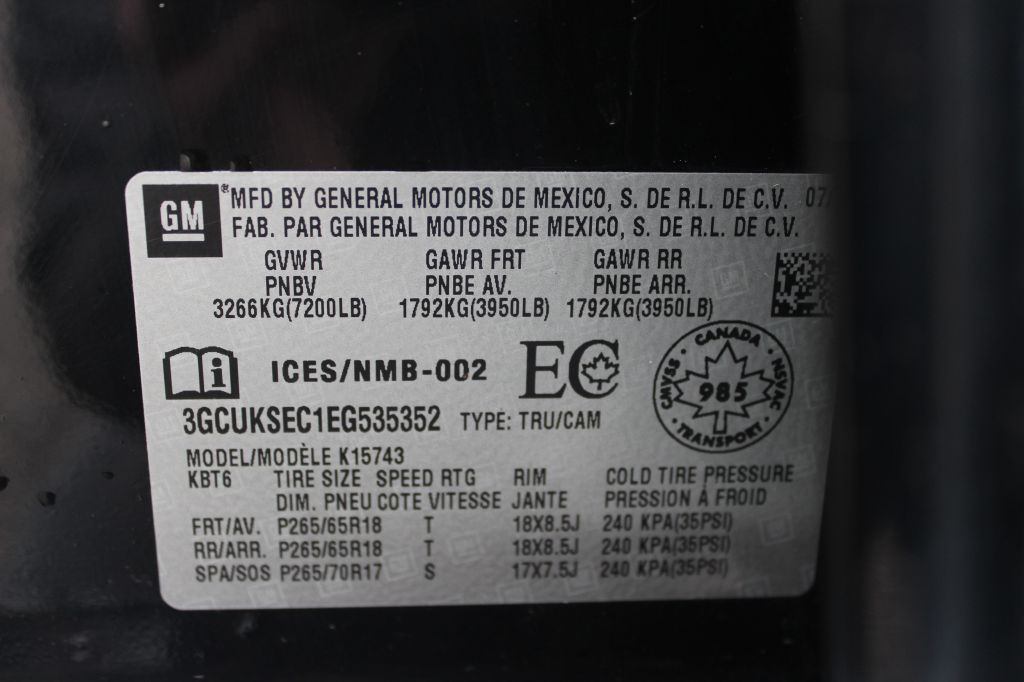 GM
®MFD BY GENERAL MOTORS DE MEXICO, S. DE R.L. DE C.V. 07/
FAB. PAR GENERAL MOTORS DE MEXICO, S. DE R.L. DE C.V.
GVWR GAWR FRT GAWR RR
PNBV PNBE AV. PNBE ARR.
3266KG(7200LB) 1792KG(3950LB) 1792KG(3950LB)
i ICES/NMB-002 EC
CANADA
CMVSS 985 NSVAC
TRANSPORT
3GCUKSEC1EG535352 TYPE: TRU/CAM
MODEL/MODÈLE K15743
KBT6 TIRE SIZE SPEED RTG RIM COLD TIRE PRESSURE
DIM. PNEU COTE VITESSE JANTE PRESSION À FROID
FRT/AV. P265/65R18 T 18X8.5J 240 KPA(35PSI)
RR/ARR. P265/65R18 T 18X8.5J 240 KPA(35PSI)
SPA/SOS P265/70R17 S 17X7.5J 240 KPA(35PSI)